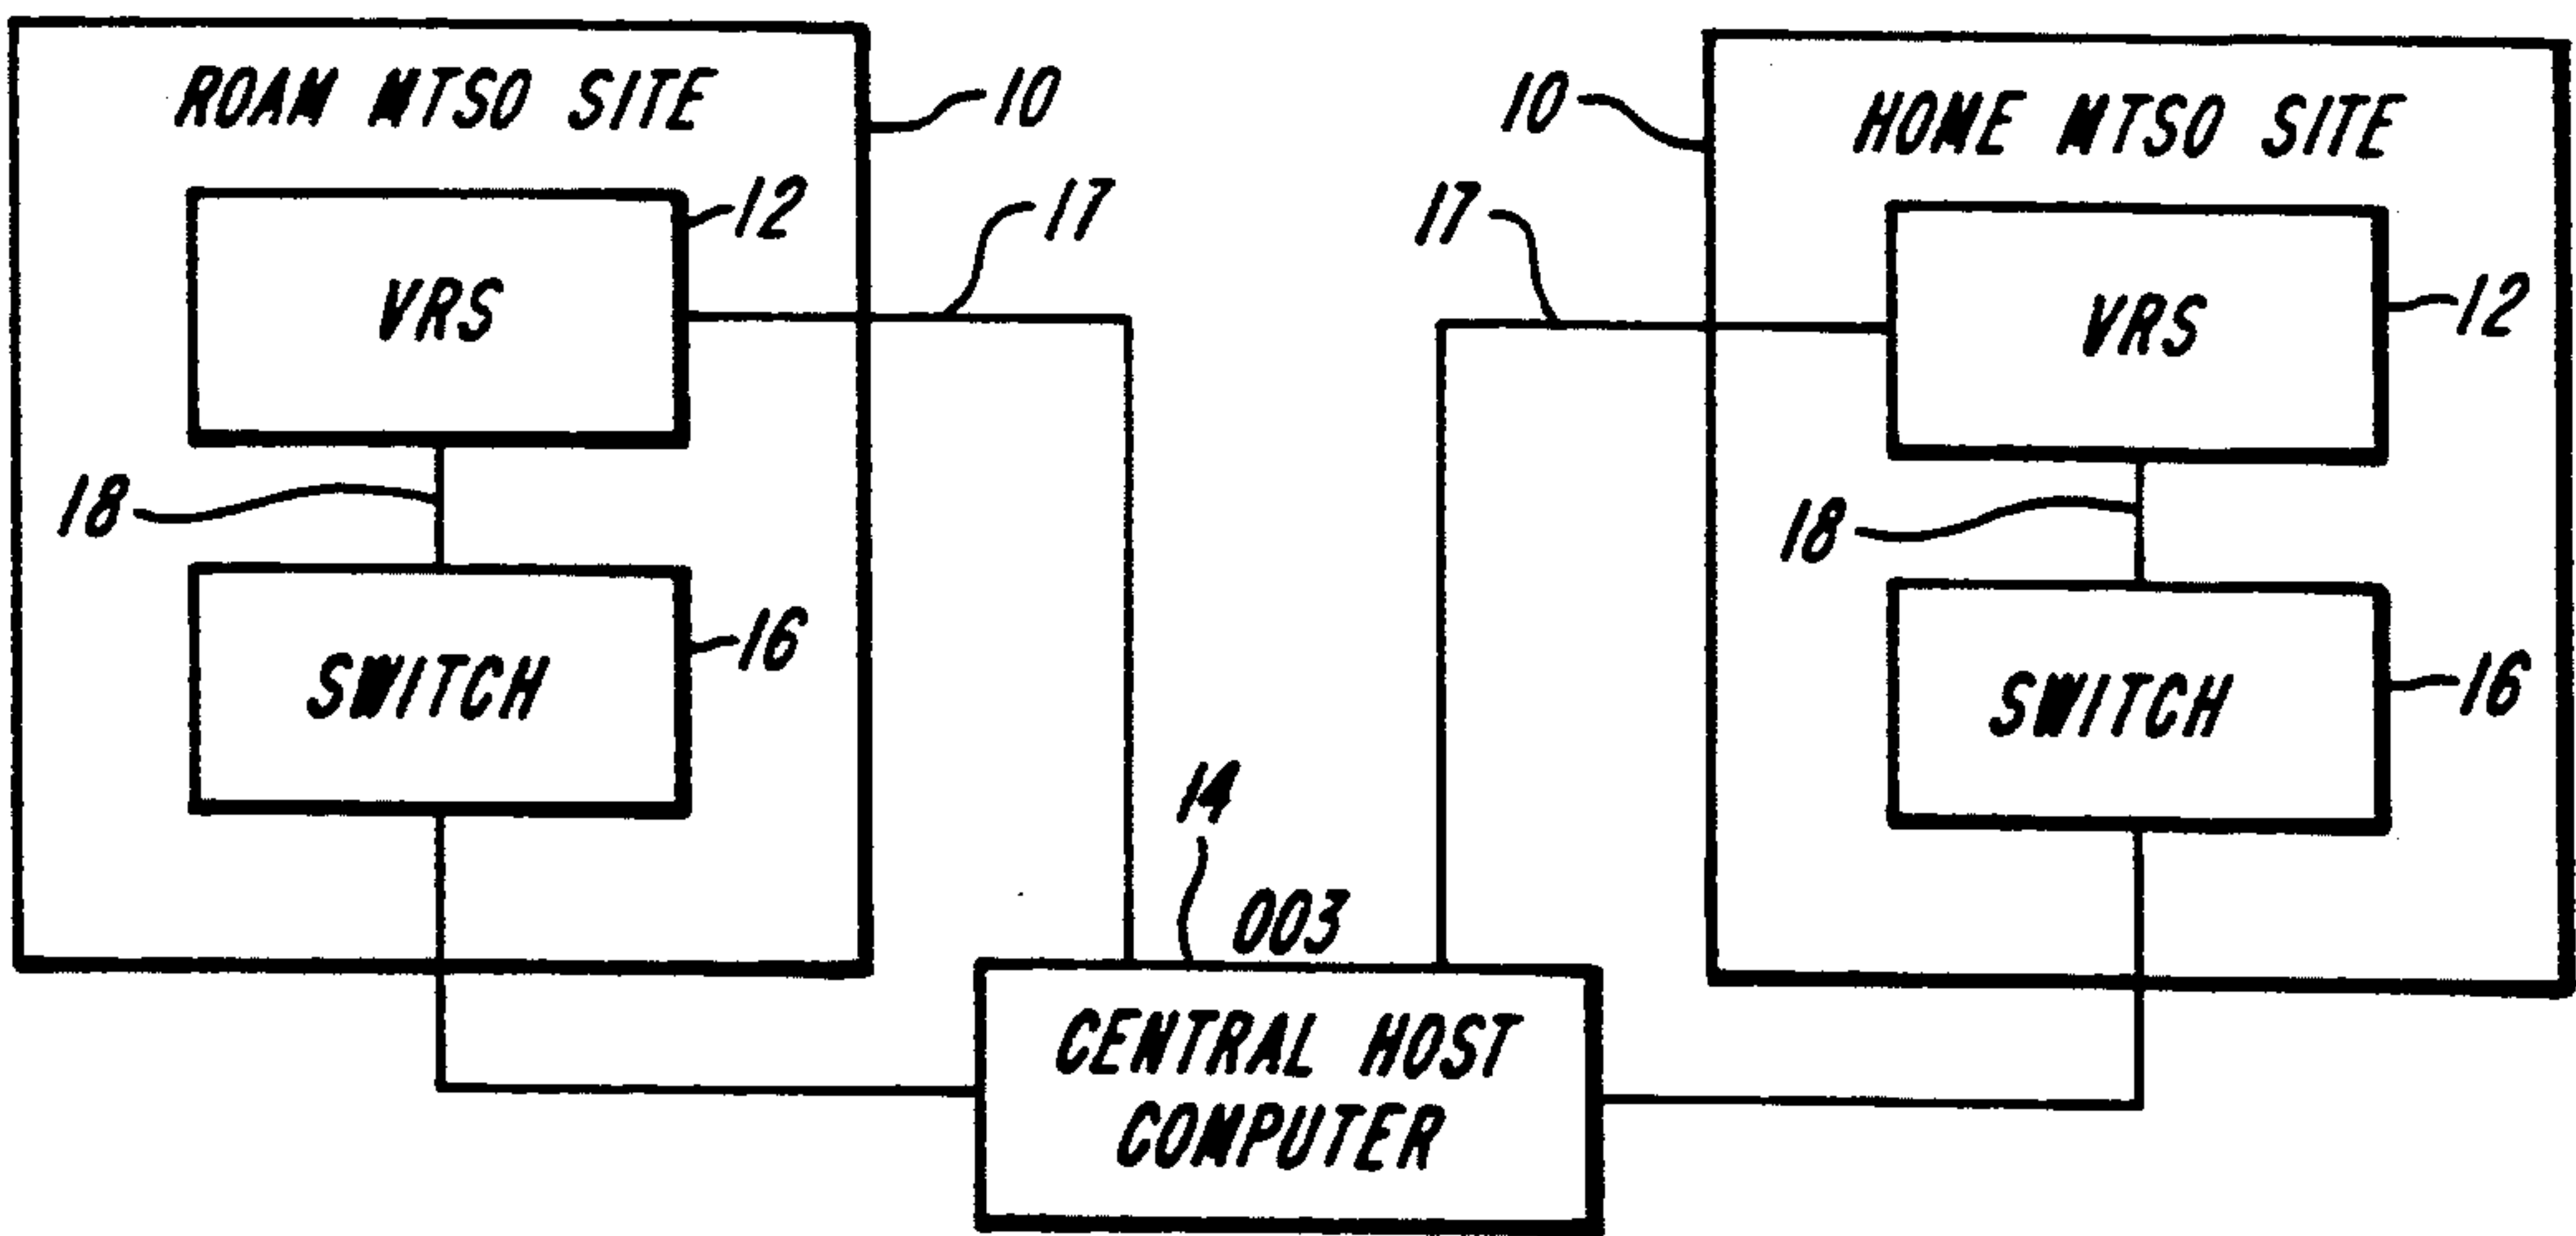 ROAM MTSO SITE
10
12
17
VRS
18
16
SWITCH
HOME MTSO SITE
10
12
17
VRS
18
16
SWITCH
14
003
CENTRAL HOST
COMPUTER